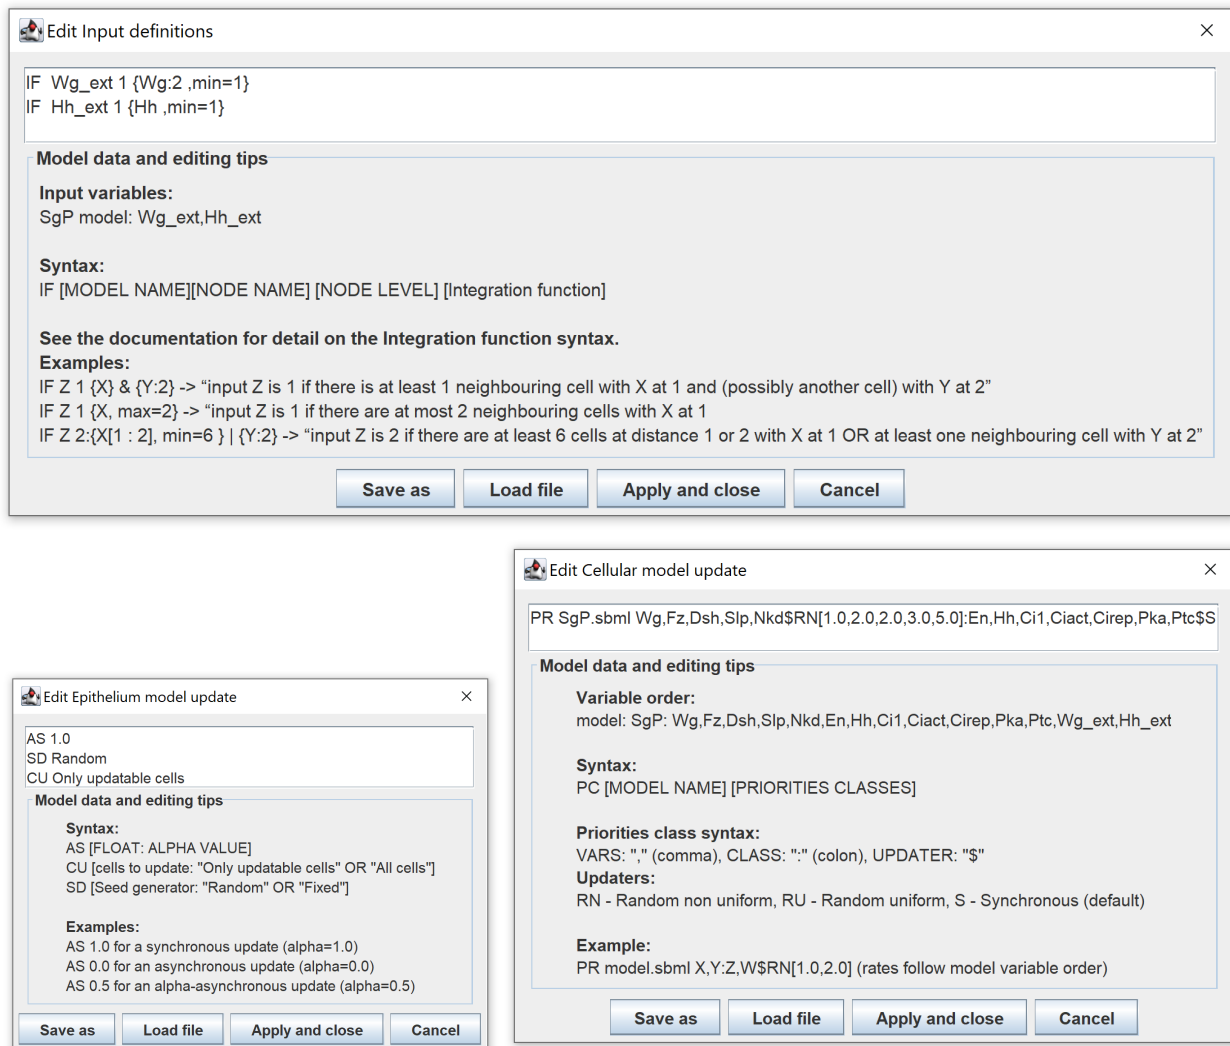 Edit Input definitions
IF  Wg_ext 1 {Wg:2 ,min=1}
IF  Hh_ext 1 {Hh ,min=1}
Model data and editing tips
Input variables:
SgP model: Wg_ext,Hh_ext
Syntax:
IF [MODEL NAME][NODE NAME] [NODE LEVEL] [Integration function]
See the documentation for detail on the Integration function syntax.
Examples:
IF Z 1 {X} & {Y:2} -> “input Z is 1 if there is at least 1 neighbouring cell with X at 1 and (possibly another cell) with Y at 2”
IF Z 1 {X, max=2} -> “input Z is 1 if there are at most 2 neighbouring cells with X at 1
IF Z 2:{X[1 : 2], min=6 } | {Y:2} -> “input Z is 2 if there are at least 6 cells at distance 1 or 2 with X at 1 OR at least one neighbouring cell with Y at 2”
Save as
Load file
Apply and close
Cancel
Edit Cellular model update
PR SgP.sbml Wg,Fz,Dsh,Slp,Nkd$RN[1.0,2.0,2.0,3.0,5.0]:En,Hh,Ci1,Ciact,Cirep,Pka,Ptc$S
Model data and editing tips
Variable order:
model: SgP: Wg,Fz,Dsh,Slp,Nkd,En,Hh,Ci1,Ciact,Cirep,Pka,Ptc,Wg_ext,Hh_ext
Syntax:
PC [MODEL NAME] [PRIORITIES CLASSES]
Priorities class syntax:
VARS: "," (comma), CLASS: ":" (colon), UPDATER: "$"
Updaters:
RN - Random non uniform, RU - Random uniform, S - Synchronous (default)
Example:
PR model.sbml X,Y:Z,W$RN[1.0,2.0] (rates follow model variable order)
Save as
Load file
Apply and close
Cancel
Edit Epithelium model update
AS 1.0
SD Random
CU Only updatable cells
Model data and editing tips
Syntax:
AS [FLOAT: ALPHA VALUE]
CU [cells to update: "Only updatable cells" OR "All cells"]
SD [Seed generator: "Random" OR "Fixed"]
Examples:
AS 1.0 for a synchronous update (alpha=1.0)
AS 0.0 for an asynchronous update (alpha=0.0)
AS 0.5 for an alpha-asynchronous update (alpha=0.5)
Save as
Load file
Apply and close
Cancel